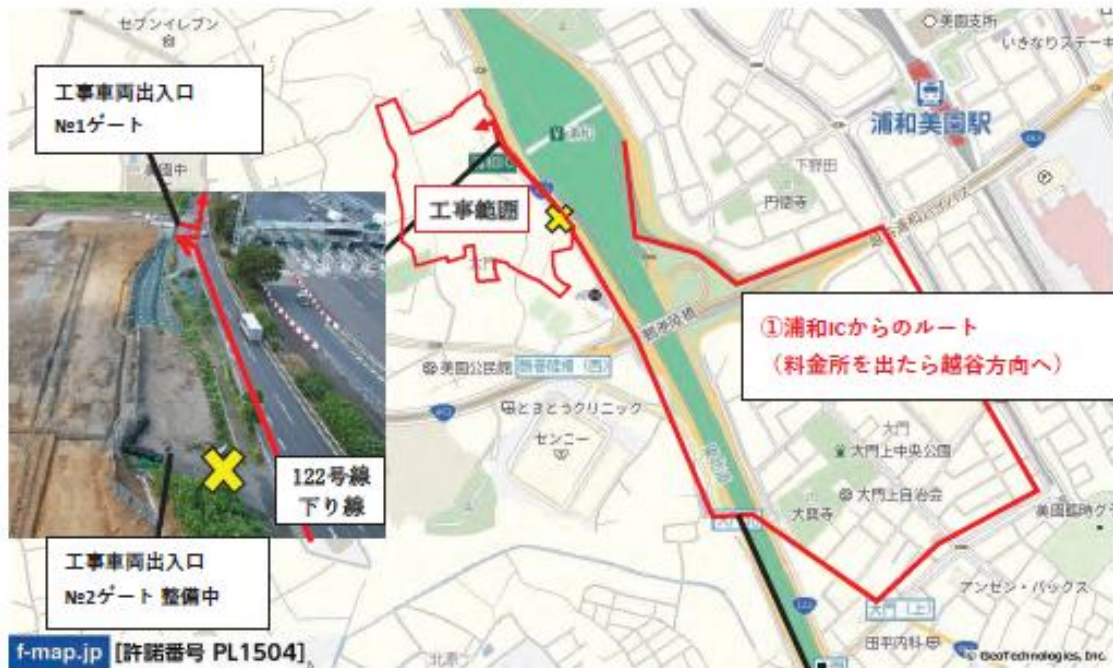 セブンイレブン
美園支所
いきなりステーキ
工事車両出入口
№1ゲート
浦和美園駅
美園中
下野田
円徳寺
工事範囲
①浦和ICからのルート
（料金所を出たら越谷方向へ）
美園公民館
ときとうクリニック
センニー
大門
大門上中央公園
大門上自治会
大興寺
122号線
下り線
工事車両出入口
№2ゲート 整備中
アンゼン・パックス
大門（上）
122
田平内科
北原
f-map.jp [許諾番号 PL1504]
© GeoTechnologies, Inc.